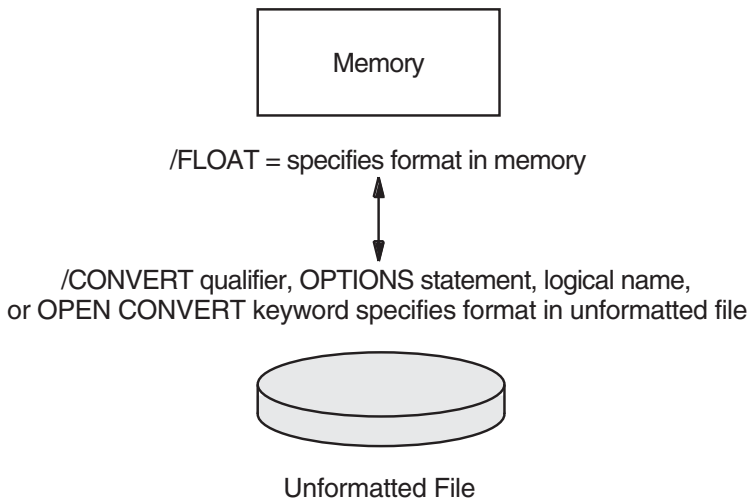 Memory
/FLOAT = specifies format in memory
/CONVERT qualifier, OPTIONS statement, logical name,
or OPEN CONVERT keyword specifies format in unformatted file
Unformatted File